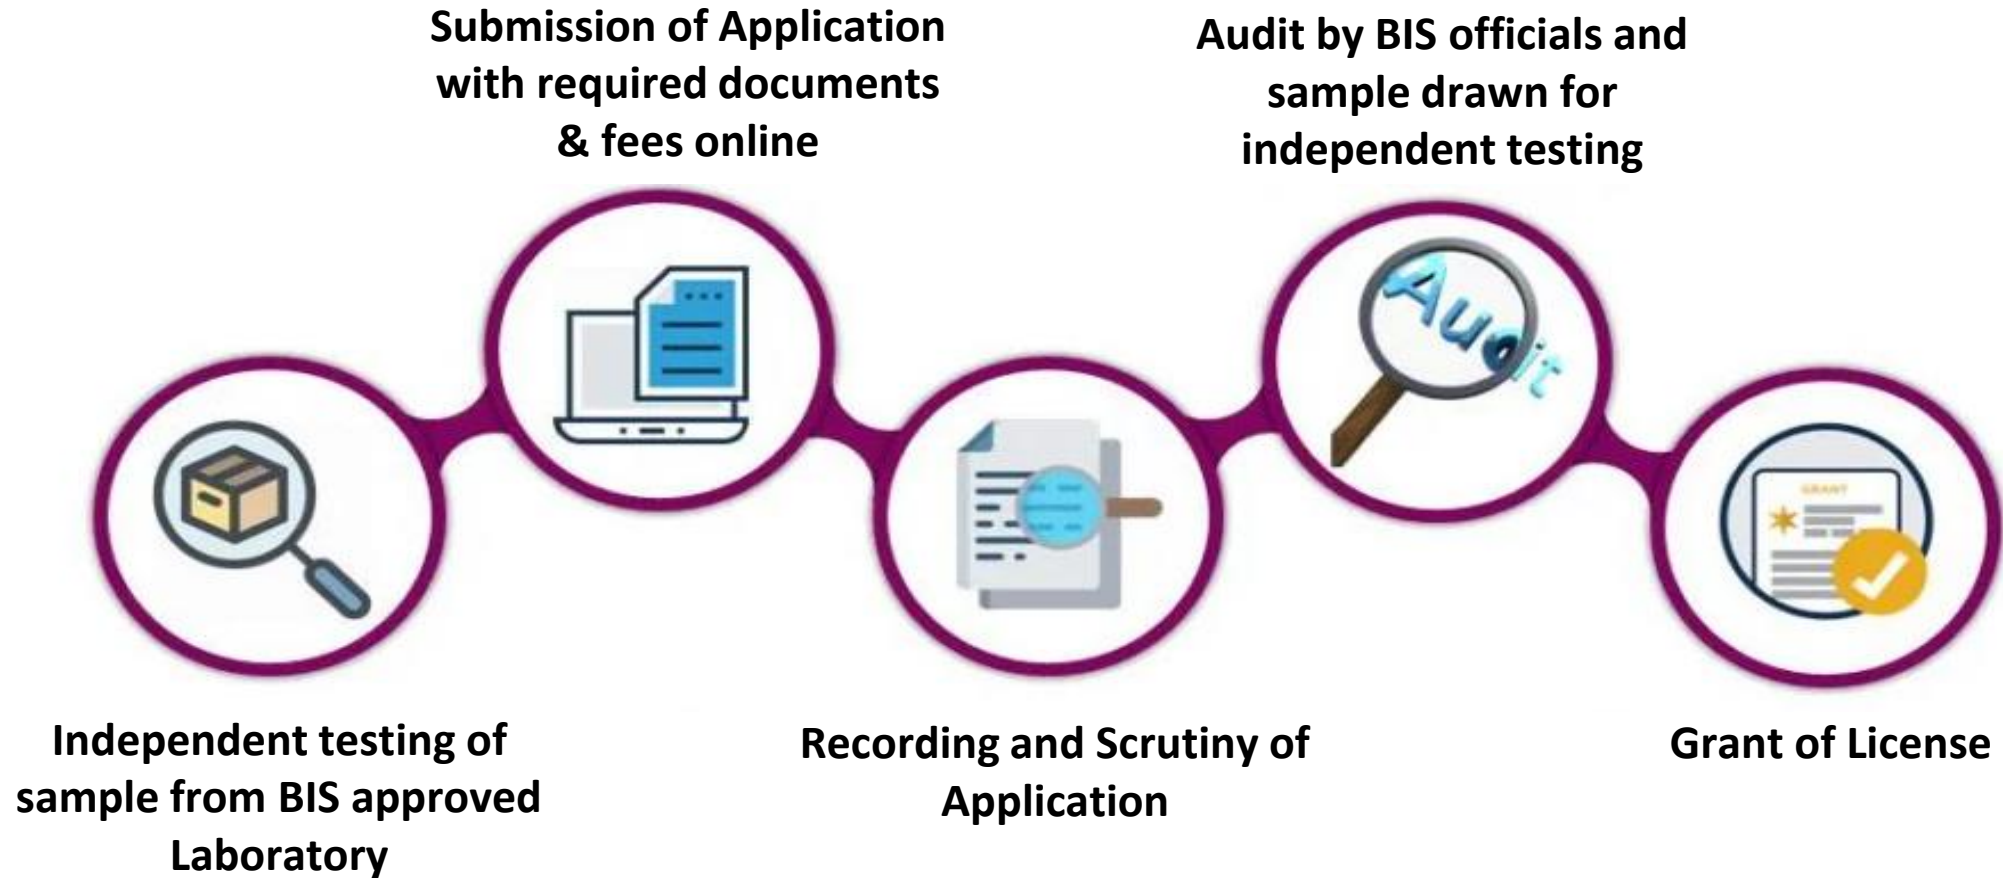 Submission of Application
with required documents
& fees online
Audit by BIS officials and
sample drawn for
independent testing
Audit
GRANT
Independent testing of
sample from BIS approved
Laboratory
Recording and Scrutiny of
Application
Grant of License